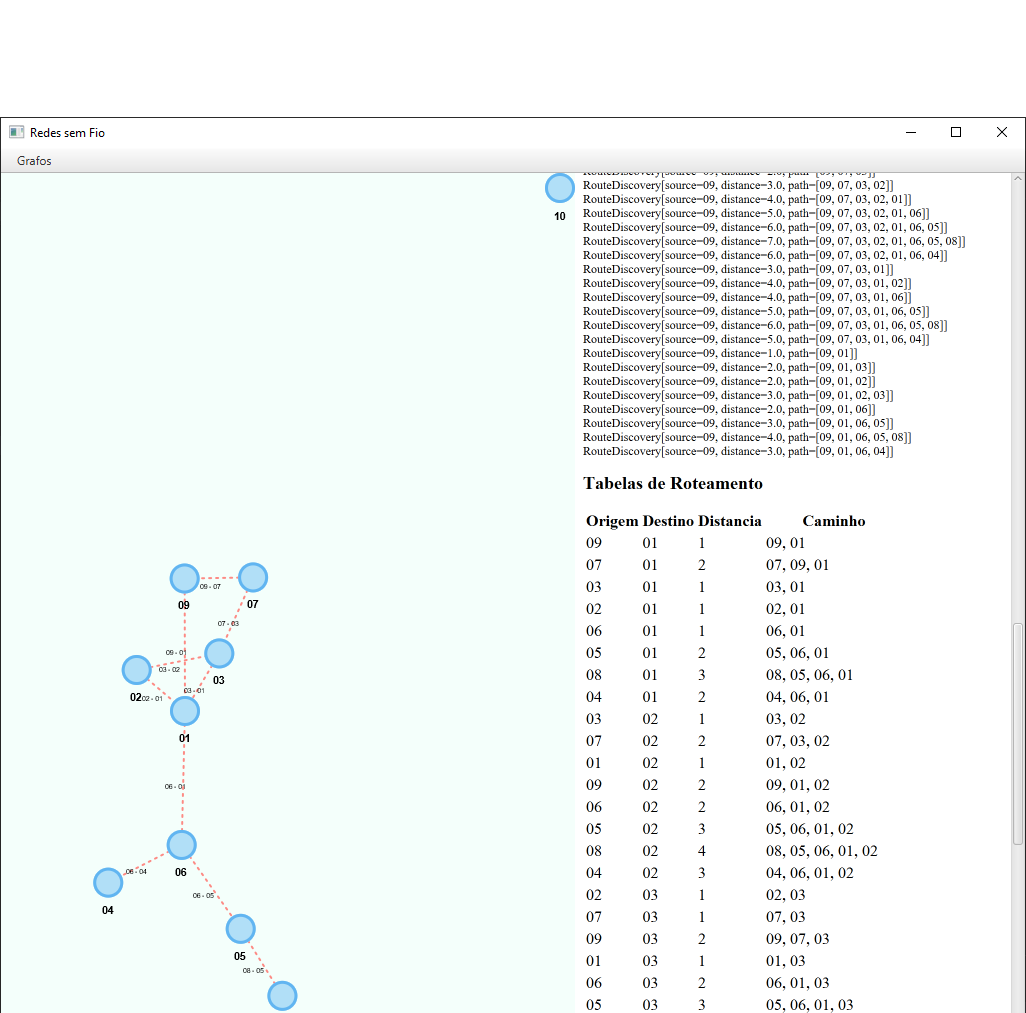 Redes sem Fio
Grafos
10
09 - 07
09
07
07 - 03
09 - 01
03 - 02
03
02
02 - 01
03 - 01
01
06 - 01
06 - 04
06
04
06 - 05
05
08 - 05
RouteDiscovery[source=09, distance=2.0, path=[09, 07, 03]]
RouteDiscovery[source=09, distance=3.0, path=[09, 07, 03, 02]]
RouteDiscovery[source=09, distance=4.0, path=[09, 07, 03, 02, 01]]
RouteDiscovery[source=09, distance=5.0, path=[09, 07, 03, 02, 01, 06]]
RouteDiscovery[source=09, distance=6.0, path=[09, 07, 03, 02, 01, 06, 05]]
RouteDiscovery[source=09, distance=7.0, path=[09, 07, 03, 02, 01, 06, 05, 08]]
RouteDiscovery[source=09, distance=6.0, path=[09, 07, 03, 02, 01, 06, 04]]
RouteDiscovery[source=09, distance=3.0, path=[09, 07, 03, 01]]
RouteDiscovery[source=09, distance=4.0, path=[09, 07, 03, 01, 02]]
RouteDiscovery[source=09, distance=4.0, path=[09, 07, 03, 01, 06]]
RouteDiscovery[source=09, distance=5.0, path=[09, 07, 03, 01, 06, 05]]
RouteDiscovery[source=09, distance=6.0, path=[09, 07, 03, 01, 06, 05, 08]]
RouteDiscovery[source=09, distance=5.0, path=[09, 07, 03, 01, 06, 04]]
RouteDiscovery[source=09, distance=1.0, path=[09, 01]]
RouteDiscovery[source=09, distance=2.0, path=[09, 01, 03]]
RouteDiscovery[source=09, distance=2.0, path=[09, 01, 02]]
RouteDiscovery[source=09, distance=3.0, path=[09, 01, 02, 03]]
RouteDiscovery[source=09, distance=2.0, path=[09, 01, 06]]
RouteDiscovery[source=09, distance=3.0, path=[09, 01, 06, 05]]
RouteDiscovery[source=09, distance=4.0, path=[09, 01, 06, 05, 08]]
RouteDiscovery[source=09, distance=3.0, path=[09, 01, 06, 04]]
Tabelas de Roteamento
Origem Destino Distancia Caminho
09 01 1 09, 01
07 01 2 07, 09, 01
03 01 1 03, 01
02 01 1 02, 01
06 01 1 06, 01
05 01 2 05, 06, 01
08 01 3 08, 05, 06, 01
04 01 2 04, 06, 01
03 02 1 03, 02
07 02 2 07, 03, 02
01 02 1 01, 02
09 02 2 09, 01, 02
06 02 2 06, 01, 02
05 02 3 05, 06, 01, 02
08 02 4 08, 05, 06, 01, 02
04 02 3 04, 06, 01, 02
02 03 1 02, 03
07 03 1 07, 03
09 03 2 09, 07, 03
01 03 1 01, 03
06 03 2 06, 01, 03
05 03 3 05, 06, 01, 03